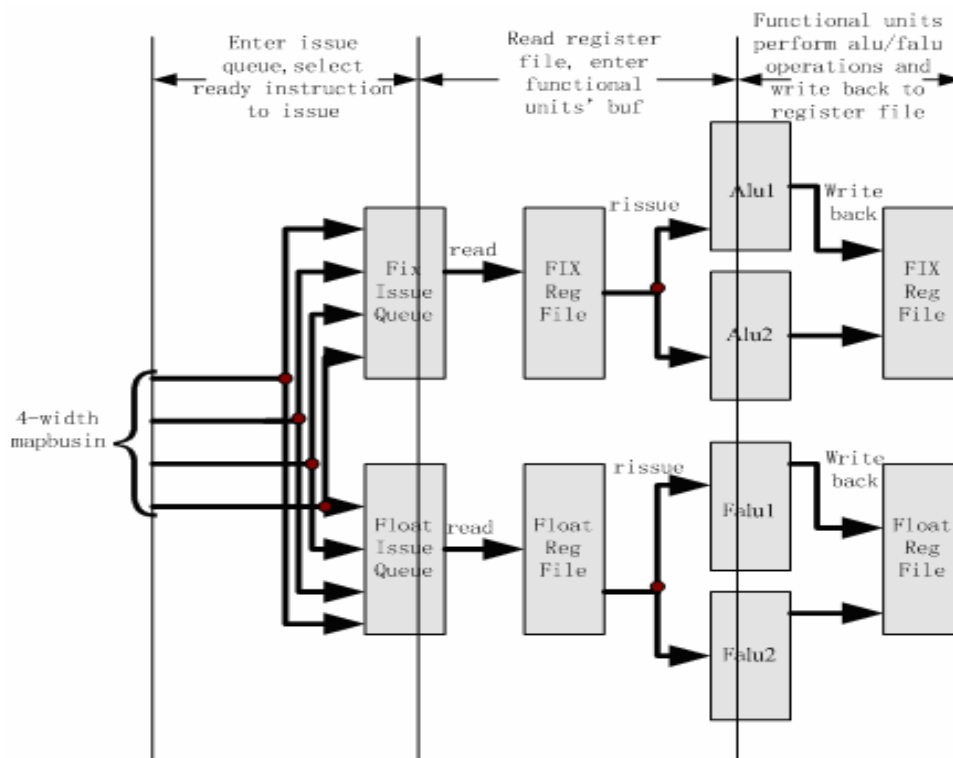 Enter issue
queue, select
ready instruction
to issue
Read register
file, enter
functional
units' buf
Functional units
perform alu/falu
operations and
write back to
register file
Alu1
rissue
Write
back
read
Fix
Issue
Queue
FIX
Reg
File
FIX
Reg
File
Alu2
4-width
mapbusin
rissue
Write
back
Falu1
read
Float
Issue
Queue
Float
Reg
File
Float
Reg
File
Falu2